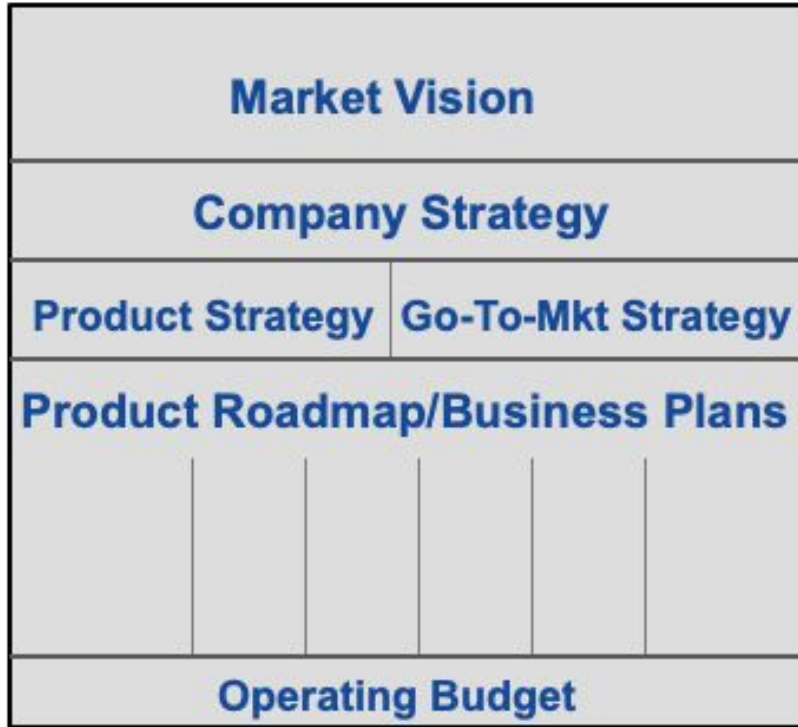 Market Vision
Company Strategy
Product Strategy
Go-To-Mkt Strategy
Product Roadmap/Business Plans
Operating Budget